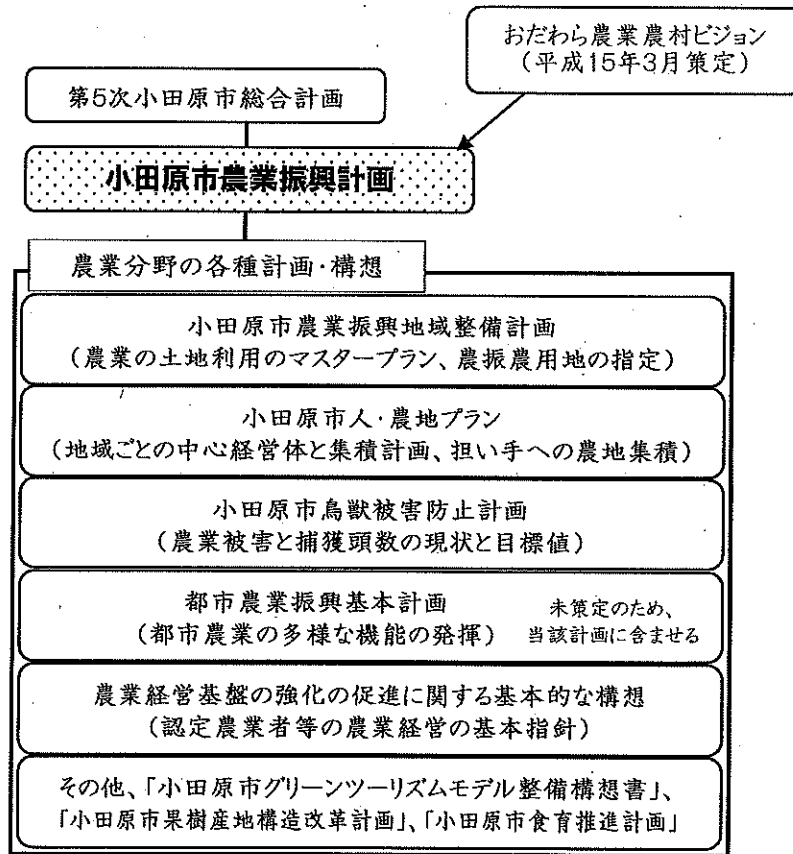 おだわら農業農村ビジョン
(平成15年3月策定)
第5次小田原市総合計画
小田原市農業振興計画
農業分野の各種計画・構想
小田原市農業振興地域整備計画
(農業の土地利用のマスタープラン、農振農用地の指定)
小田原市人・農地プラン
(地域ごとの中心経営体と集積計画、担い手への農地集積)
小田原市鳥獣被害防止計画
(農業被害と捕獲頭数の現状と目標値)
都市農業振興基本計画
(都市農業の多様な機能の発揮)
未策定のため、
当該計画に含ませる
農業経営基盤の強化の促進に関する基本的な構想
(認定農業者等の農業経営の基本指針)
その他、「小田原市グリーンツーリズムモデル整備構想書」、
「小田原市果樹産地構造改革計画」、「小田原市食育推進計画」